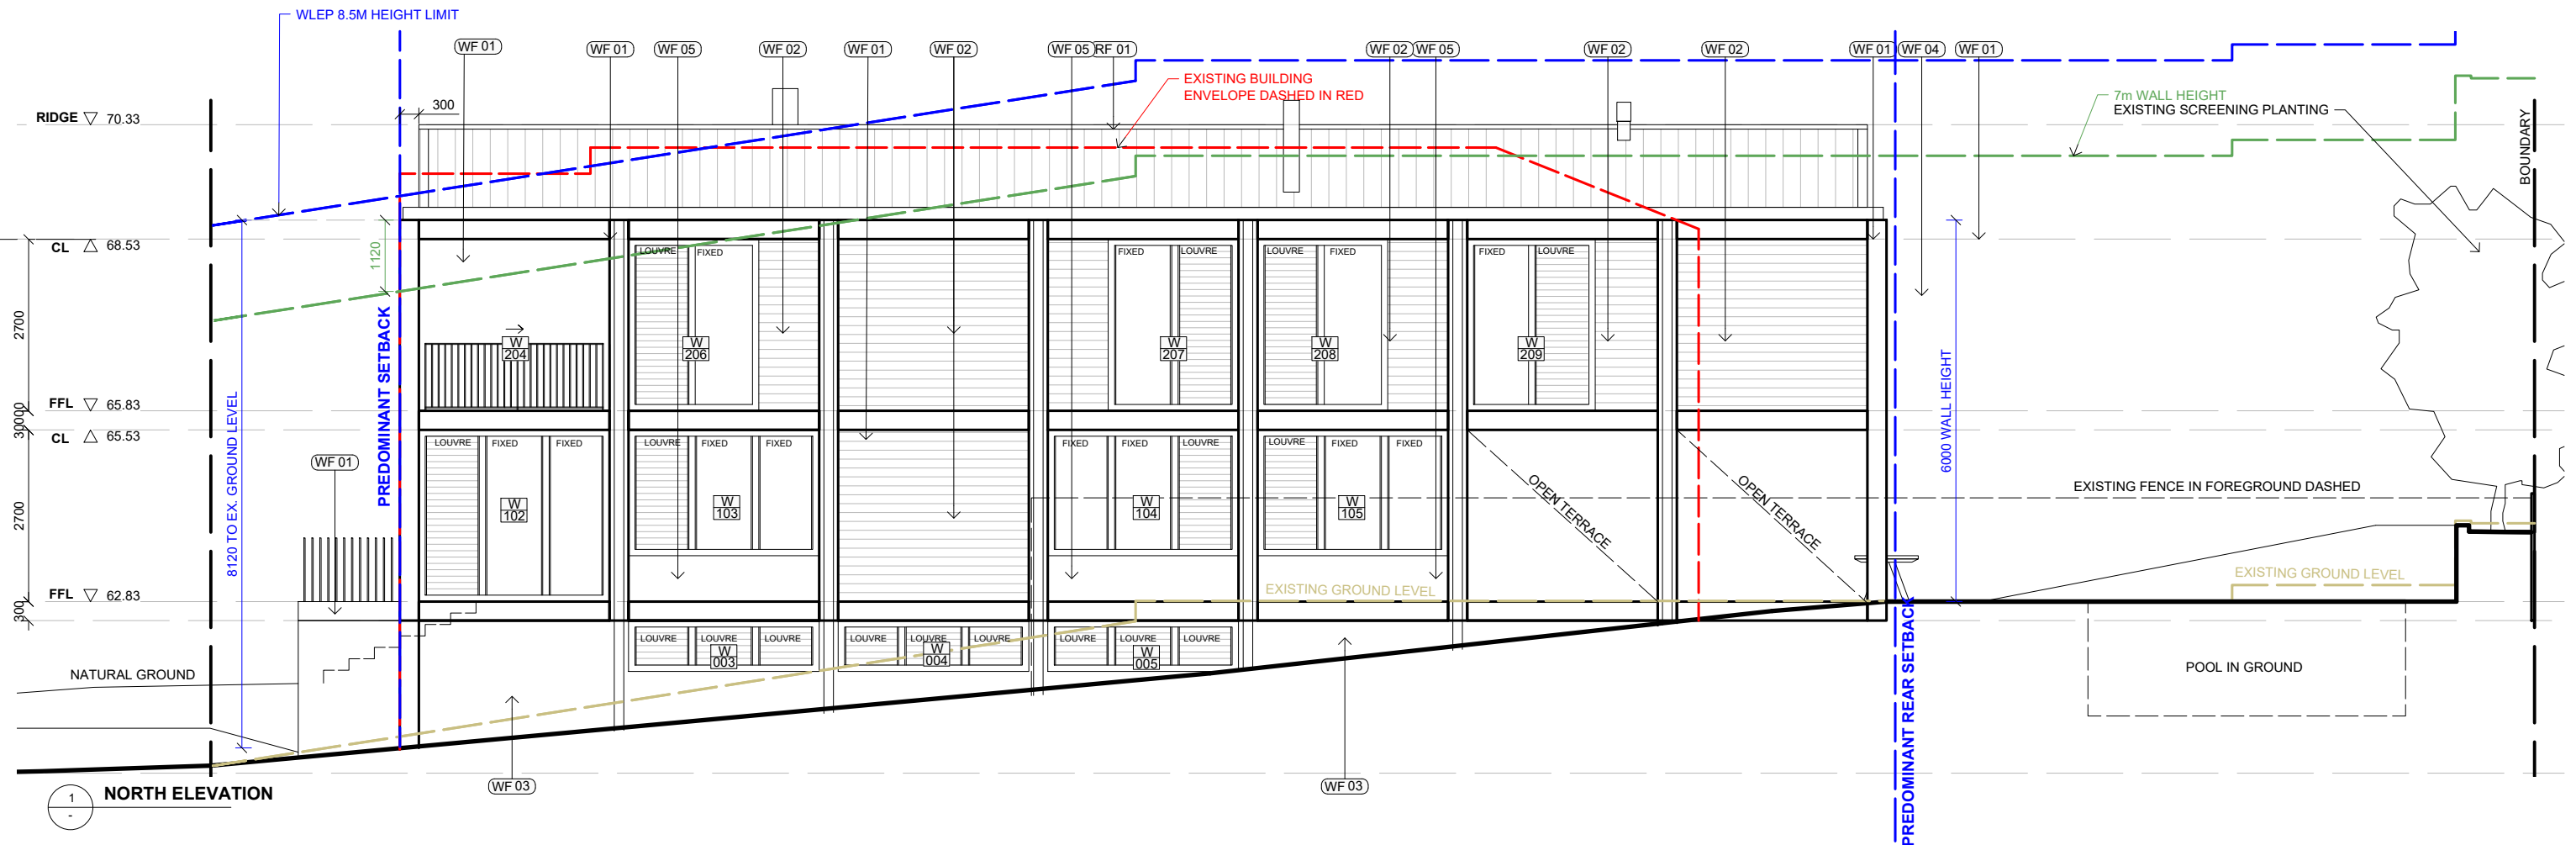 WLEP 8.5M HEIGHT LIMIT
WF 01
WF 01
WF 05
WF 02
WF 01
WF 02
WF 05
RF 01
WF 02
WF 05
WF 02
WF 02
WF 01
WF 04
WF 01
EXISTING BUILDING
ENVELOPE DASHED IN RED
7m WALL HEIGHT
EXISTING SCREENING PLANTING
BOUNDARY
300
RIDGE 70.33
CL 68.53
1120
2700
FFL 65.83
30000
CL 65.53
2700
FFL 62.83
300
8120 TO EX. GROUND LEVEL
PREDOMINANT SETBACK
WF 01
LOUVRE FIXED
FIXED LOUVRE
LOUVRE FIXED
FIXED LOUVRE
W 204
W 206
W 207
W 208
W 209
LOUVRE FIXED FIXED
LOUVRE FIXED FIXED
FIXED FIXED LOUVRE
LOUVRE FIXED FIXED
W 102
W 103
W 104
W 105
OPEN TERRACE
OPEN TERRACE
6000 WALL HEIGHT
EXISTING FENCE IN FOREGROUND DASHED
EXISTING GROUND LEVEL
EXISTING GROUND LEVEL
LOUVRE LOUVRE LOUVRE
LOUVRE LOUVRE LOUVRE
LOUVRE LOUVRE LOUVRE
W 003
W 004
W 005
NATURAL GROUND
POOL IN GROUND
PREDOMINANT REAR SETBACK
WF 03
WF 03
1
-
NORTH ELEVATION